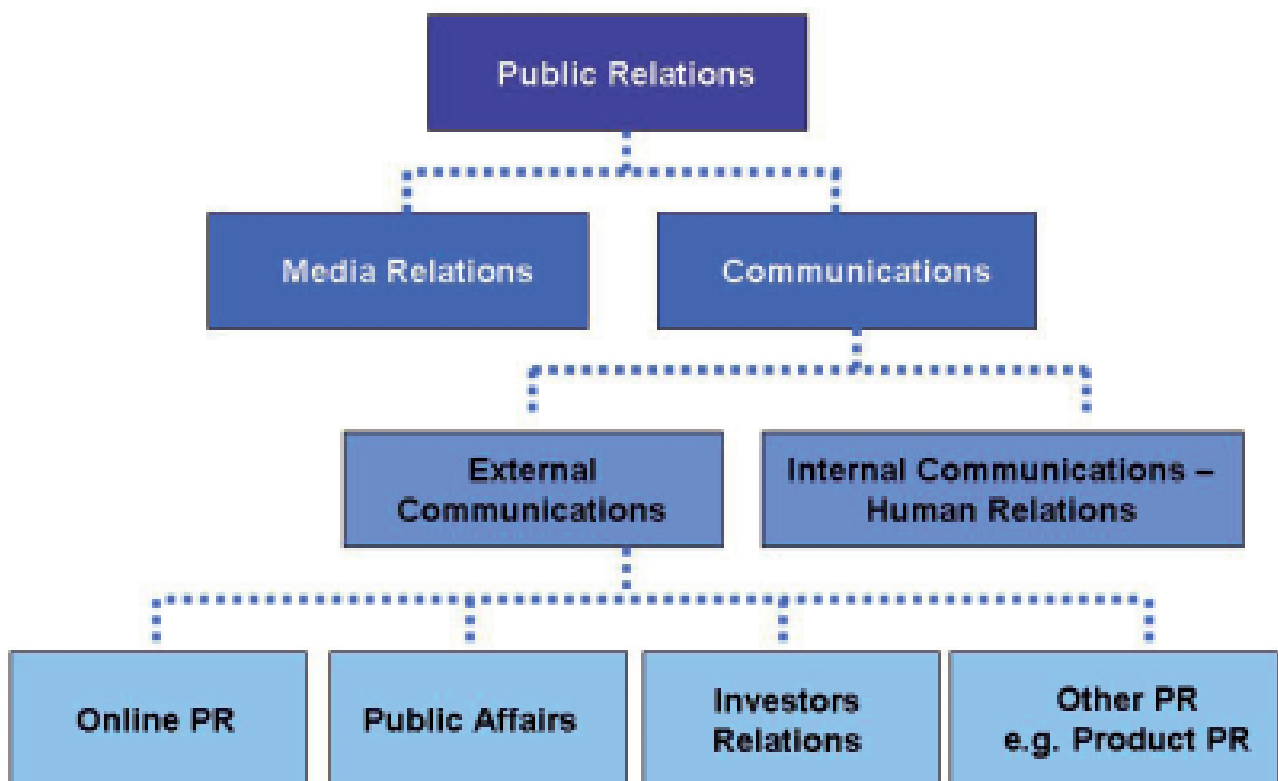 Public Relations
Media Relations
Communications
External
Communications
Internal Communications –
Human Relations
Online PR
Public Affairs
Investors
Relations
Other PR
e.g. Product PR